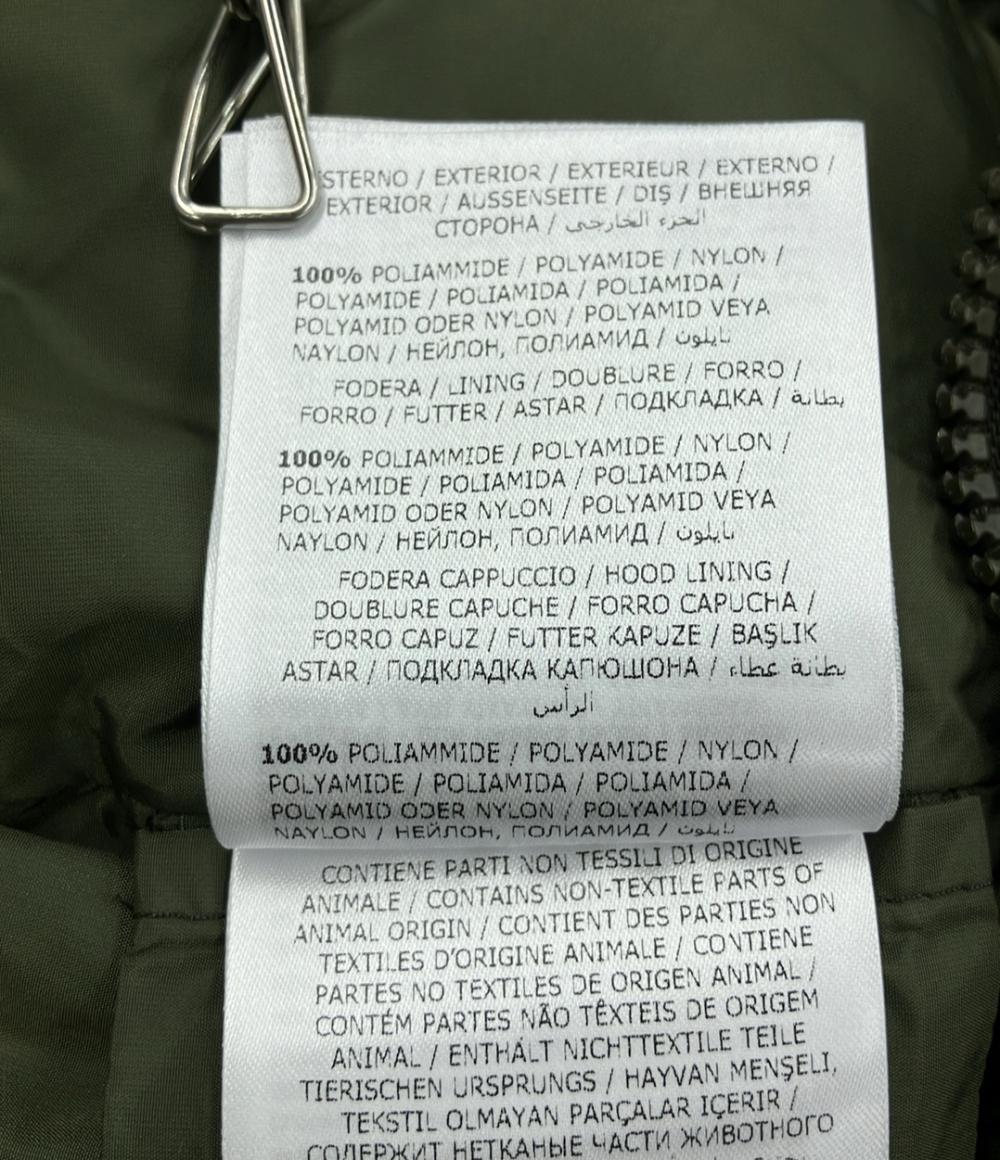 STERNO / EXTERIOR / EXTERIEUR / EXTERNO /
EXTERIOR / AUSSENSEITE / DIŞ / ВНЕШНЯЯ
СТОРОНА / الجزء الخارجي
100% POLIAMMIDE / POLYAMIDE / NYLON /
POLYAMIDE / POLIAMIDA / POLIAMIDA /
POLYAMID ODER NYLON / POLYAMID VEYA
NAYLON / НЕЙЛОН, ПОЛИАМИД / نايلون
FODERA / LINING / DOUBLURE / FORRO /
FORRO / FUTTER / ASTAR / ПОДКЛАДКА / بطانة
100% POLIAMMIDE / POLYAMIDE / NYLON /
POLYAMIDE / POLIAMIDA / POLIAMIDA /
POLYAMID ODER NYLON / POLYAMID VEYA
NAYLON / НЕЙЛОН, ПОЛИАМИД / نايلون
FODERA CAPPUCCIO / HOOD LINING /
DOUBLURE CAPUCHE / FORRO CAPUCHA /
FORRO CAPUZ / FUTTER KAPUZE / BAŞLIK
ASTAR / ПОДКЛАДКА КАПЮШОНА / بطانة غطاء
الرأس
100% POLIAMMIDE / POLYAMIDE / NYLON /
POLYAMIDE / POLIAMIDA / POLIAMIDA /
POLYAMID ODER NYLON / POLYAMID VEYA
NAYLON / НЕЙЛОН, ПОЛИАМИД / نايلون
CONTIENE PARTI NON TESSILI DI ORIGINE
ANIMALE / CONTAINS NON-TEXTILE PARTS OF
ANIMAL ORIGIN / CONTIENT DES PARTIES NON
TEXTILES D'ORIGINE ANIMALE / CONTIENE
PARTES NO TEXTILES DE ORIGEN ANIMAL /
CONTÉM PARTES NÃO TÊXTEIS DE ORIGEM
ANIMAL / ENTHÄLT NICHTTEXTILE TEILE
TIERISCHEN URSPRUNGS / HAYVAN MENŞELI,
TEKSTIL OLMAYAN PARÇALAR IÇERIR /
СОДЕРЖИТ НЕТКАНЫЕ ЧАСТИ ЖИВОТНОГО